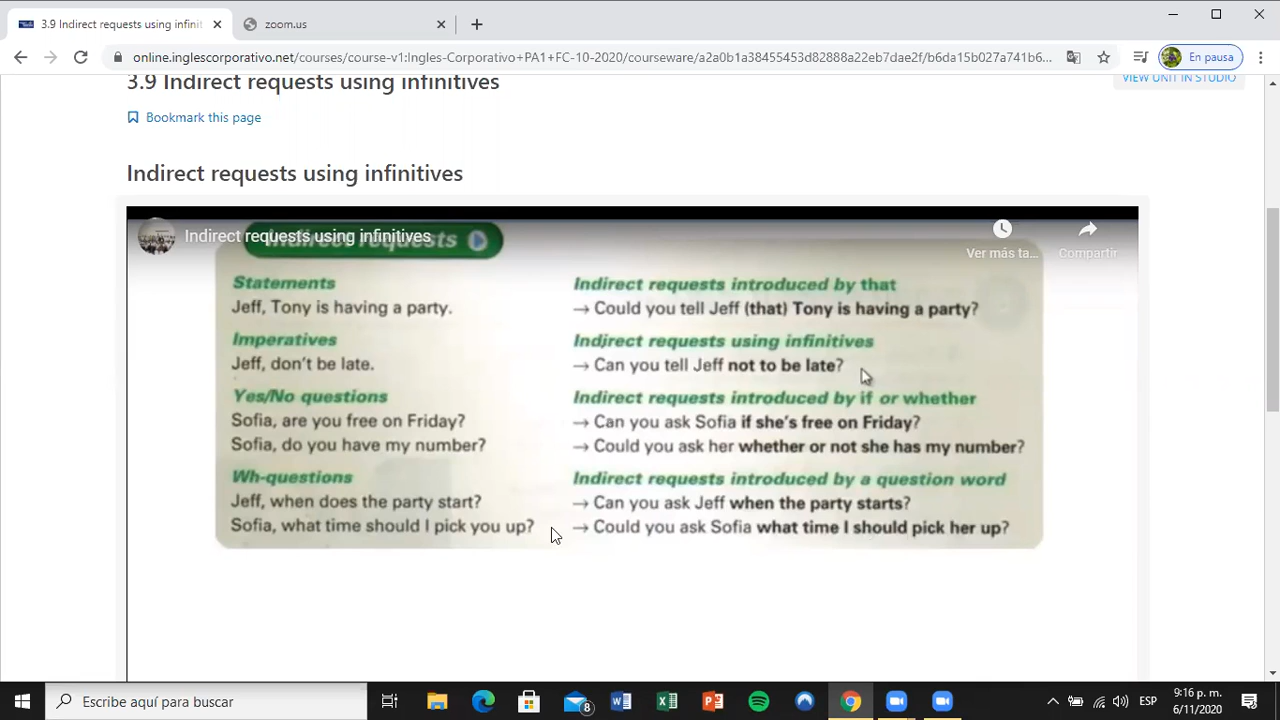 3.9 Indirect requests using infinit
zoom.us
online.inglescorporativo.net/courses/course-v1:Ingles-Corporativo+PA1+FC-10-2020/courseware/a2a0b1a38455453d82888a22eb7dae2f/b6da15b027a741b6...
En pausa
3.9 Indirect requests using infinitives
VIEW UNIT IN STUDIO
Bookmark this page
Indirect requests using infinitives
Indirect requests using infinitives
Ver más ta...
Compartir
Statements
Indirect requests introduced by that
Jeff, Tony is having a party.
→ Could you tell Jeff (that) Tony is having a party?
Imperatives
Indirect requests using infinitives
Jeff, don't be late.
→ Can you tell Jeff not to be late?
Yes/No questions
Indirect requests introduced by if or whether
Sofia, are you free on Friday?
→ Can you ask Sofia if she's free on Friday?
Sofia, do you have my number?
→ Could you ask her whether or not she has my number?
Wh-questions
Indirect requests introduced by a question word
Jeff, when does the party start?
→ Can you ask Jeff when the party starts?
Sofia, what time should I pick you up?
→ Could you ask Sofia what time I should pick her up?
Escribe aquí para buscar
8
ESP
9:16 p. m.
6/11/2020